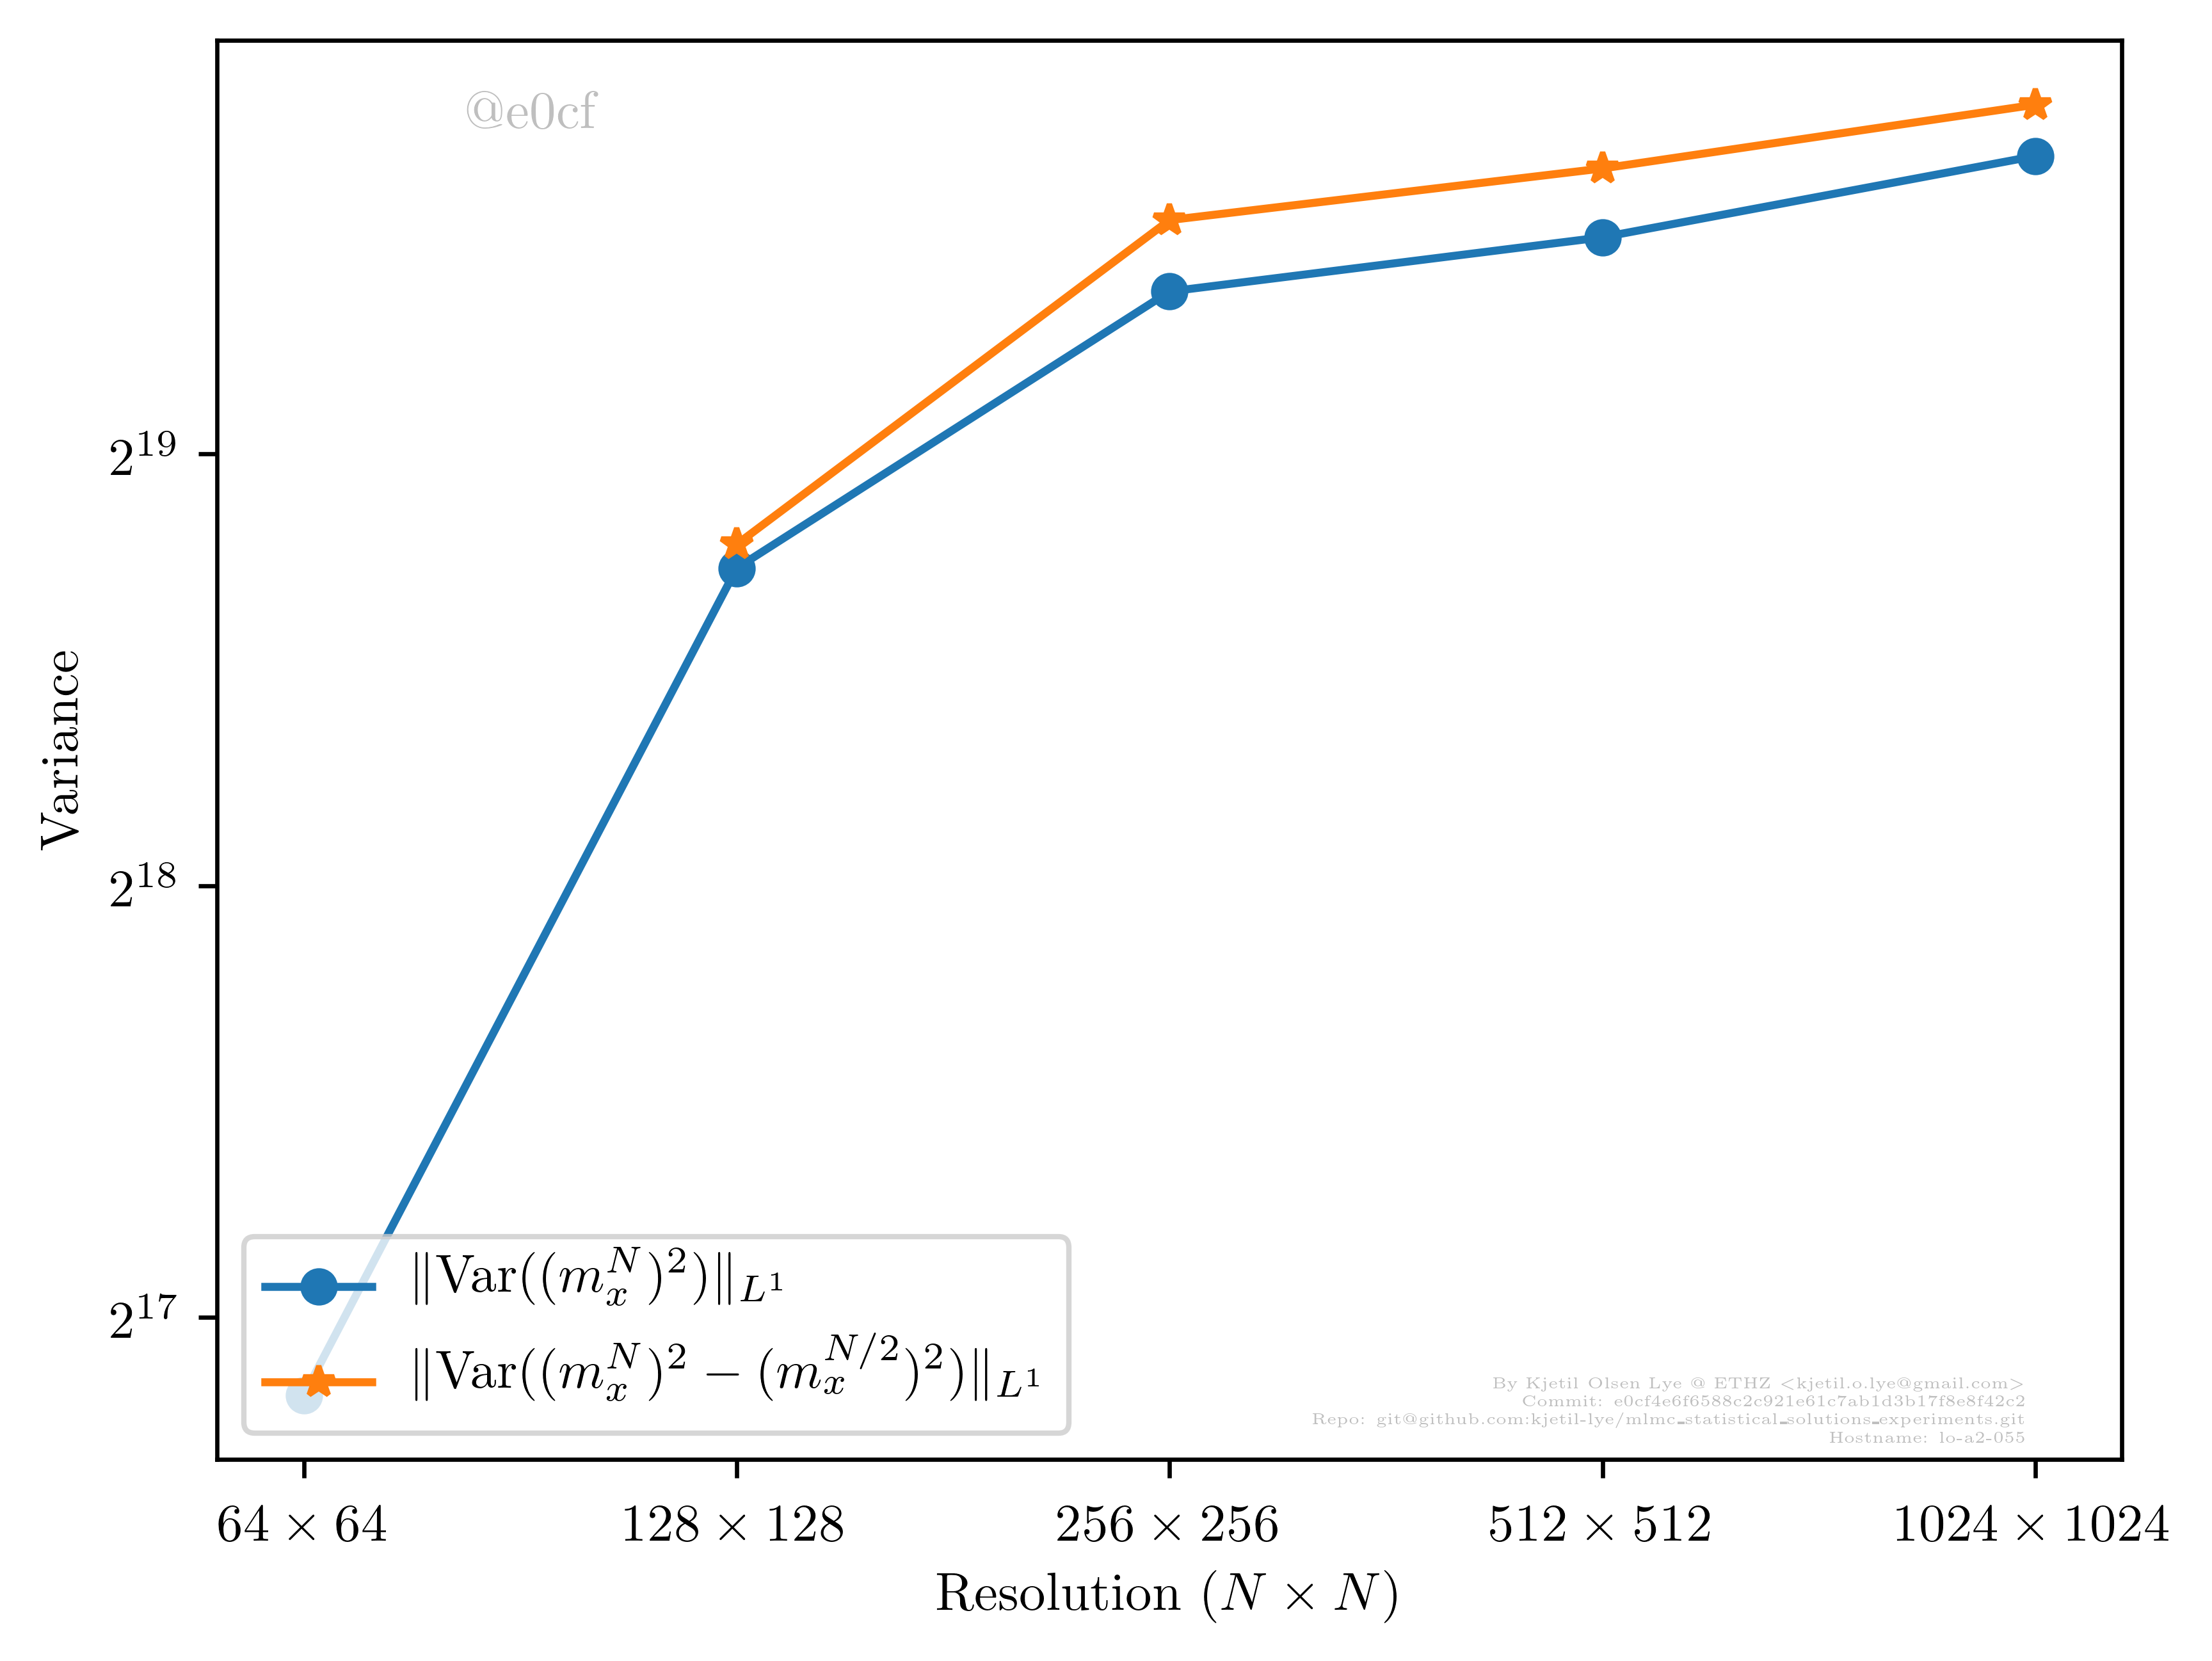 @e0cf
2^19
2^18
2^17
Variance
‖Var((m_x^N)^2)‖_{L^1}
‖Var((m_x^N)^2 − (m_x^{N/2})^2)‖_{L^1}
By Kjetil Olsen Lye @ ETHZ <kjetil.o.lye@gmail.com>
Commit: e0cf4e6f6588c2c921e61c7ab1d3b17f8e8f42c2
Repo: git@github.com:kjetil-lye/mlmc_statistical_solutions_experiments.git
Hostname: lo-a2-055
64 × 64 128 × 128 256 × 256 512 × 512 1024 × 1024
Resolution (N × N)